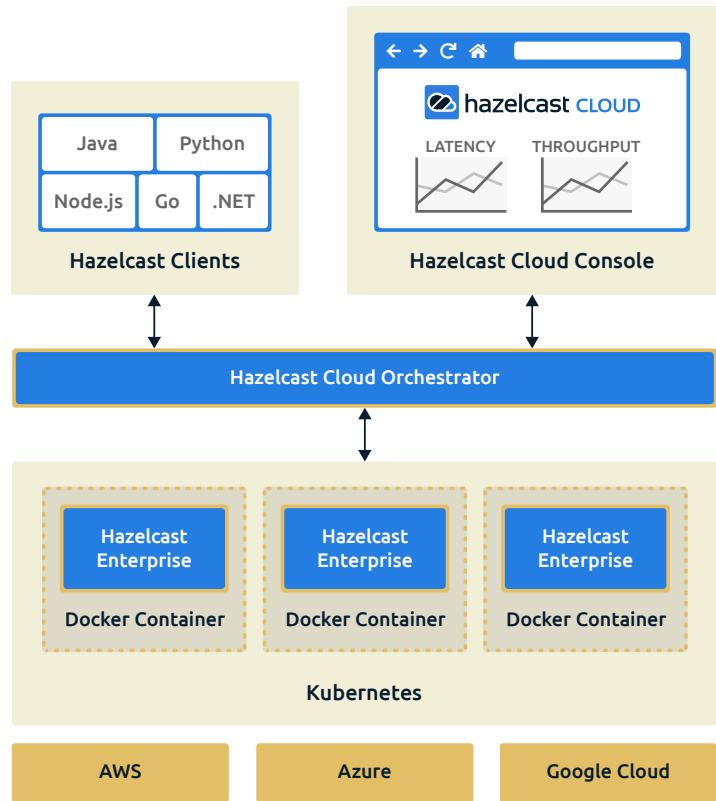 hazelcast CLOUD
LATENCY THROUGHPUT
Java Python
Node.js Go .NET
Hazelcast Clients
Hazelcast Cloud Console
Hazelcast Cloud Orchestrator
Hazelcast
Enterprise
Docker Container
Hazelcast
Enterprise
Docker Container
Hazelcast
Enterprise
Docker Container
Kubernetes
AWS
Azure
Google Cloud